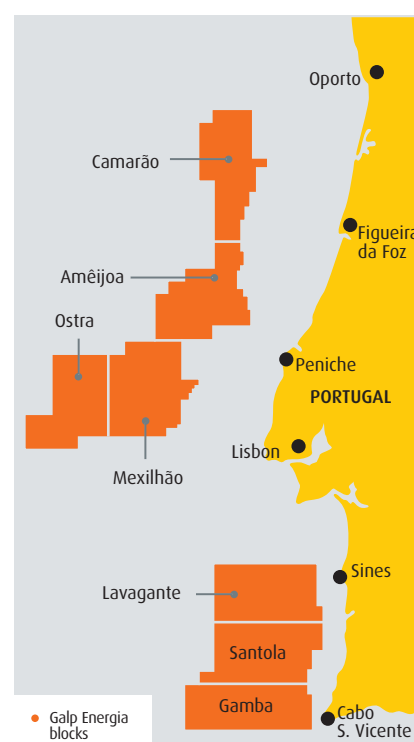 Oporto
Camarão
Figueira
da Foz
Amêijoa
Ostra
Peniche
PORTUGAL
Lisbon
Mexilhão
Sines
Lavagante
Santola
Gamba
Cabo
S. Vicente
Galp Energia
blocks